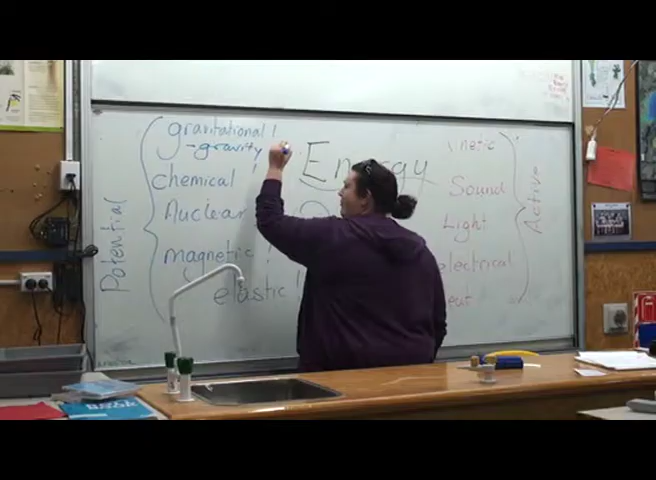 gravitational !
-gravity
Energy
chemical !
Nuclear
magnetic !
elastic !
Potential
Sound
Light
electrical
Active